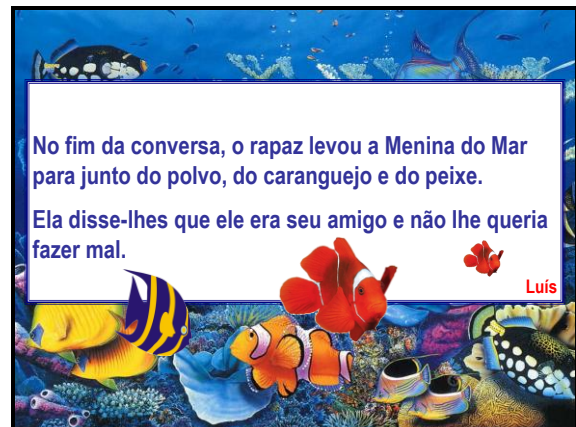 No fim da conversa, o rapaz levou a Menina do Mar
para junto do polvo, do caranguejo e do peixe.
Ela disse-lhes que ele era seu amigo e não lhe queria
fazer mal.
Luís